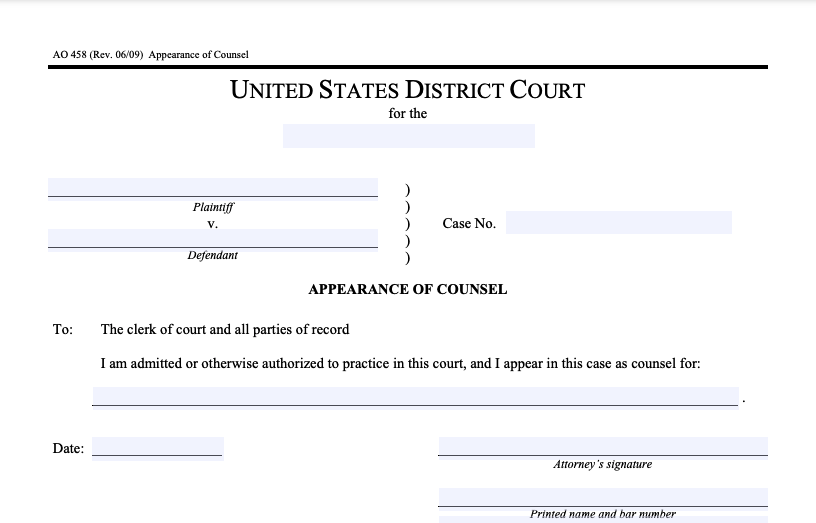 AO 458 (Rev. 06/09) Appearance of Counsel
UNITED STATES DISTRICT COURT
for the
)
Plaintiff )
v. ) Case No.
)
Defendant )
APPEARANCE OF COUNSEL
To: The clerk of court and all parties of record
I am admitted or otherwise authorized to practice in this court, and I appear in this case as counsel for:
.
Date:
Attorney's signature
Printed name and bar number